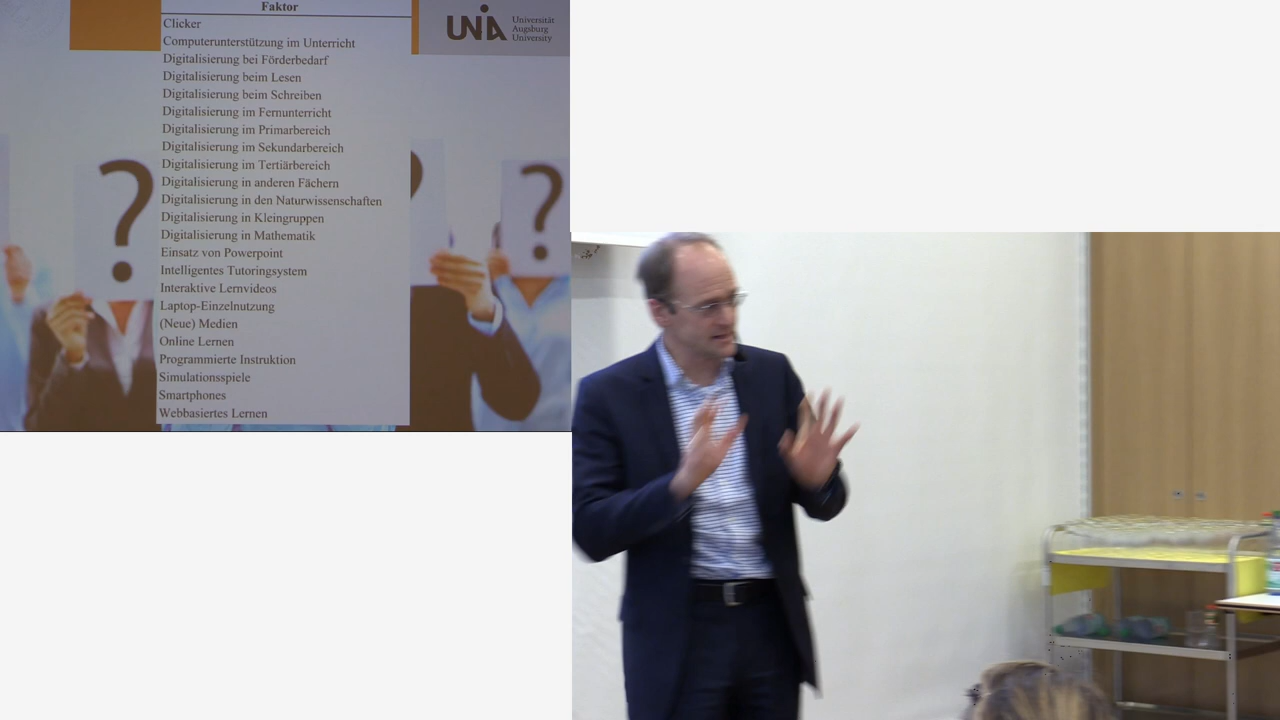 Faktor
Clicker
Computerunterstützung im Unterricht
Digitalisierung bei Förderbedarf
Digitalisierung beim Lesen
Digitalisierung beim Schreiben
Digitalisierung im Fernunterricht
Digitalisierung im Primarbereich
Digitalisierung im Sekundarbereich
Digitalisierung im Tertiärbereich
Digitalisierung in anderen Fächern
Digitalisierung in den Naturwissenschaften
Digitalisierung in Kleingruppen
Digitalisierung in Mathematik
Einsatz von Powerpoint
Intelligentes Tutoringsystem
Interaktive Lernvideos
Laptop-Einzelnutzung
(Neue) Medien
Online Lernen
Programmierte Instruktion
Simulationsspiele
Smartphones
Webbasiertes Lernen
UNIA
Universität
Augsburg
University
?
?
?